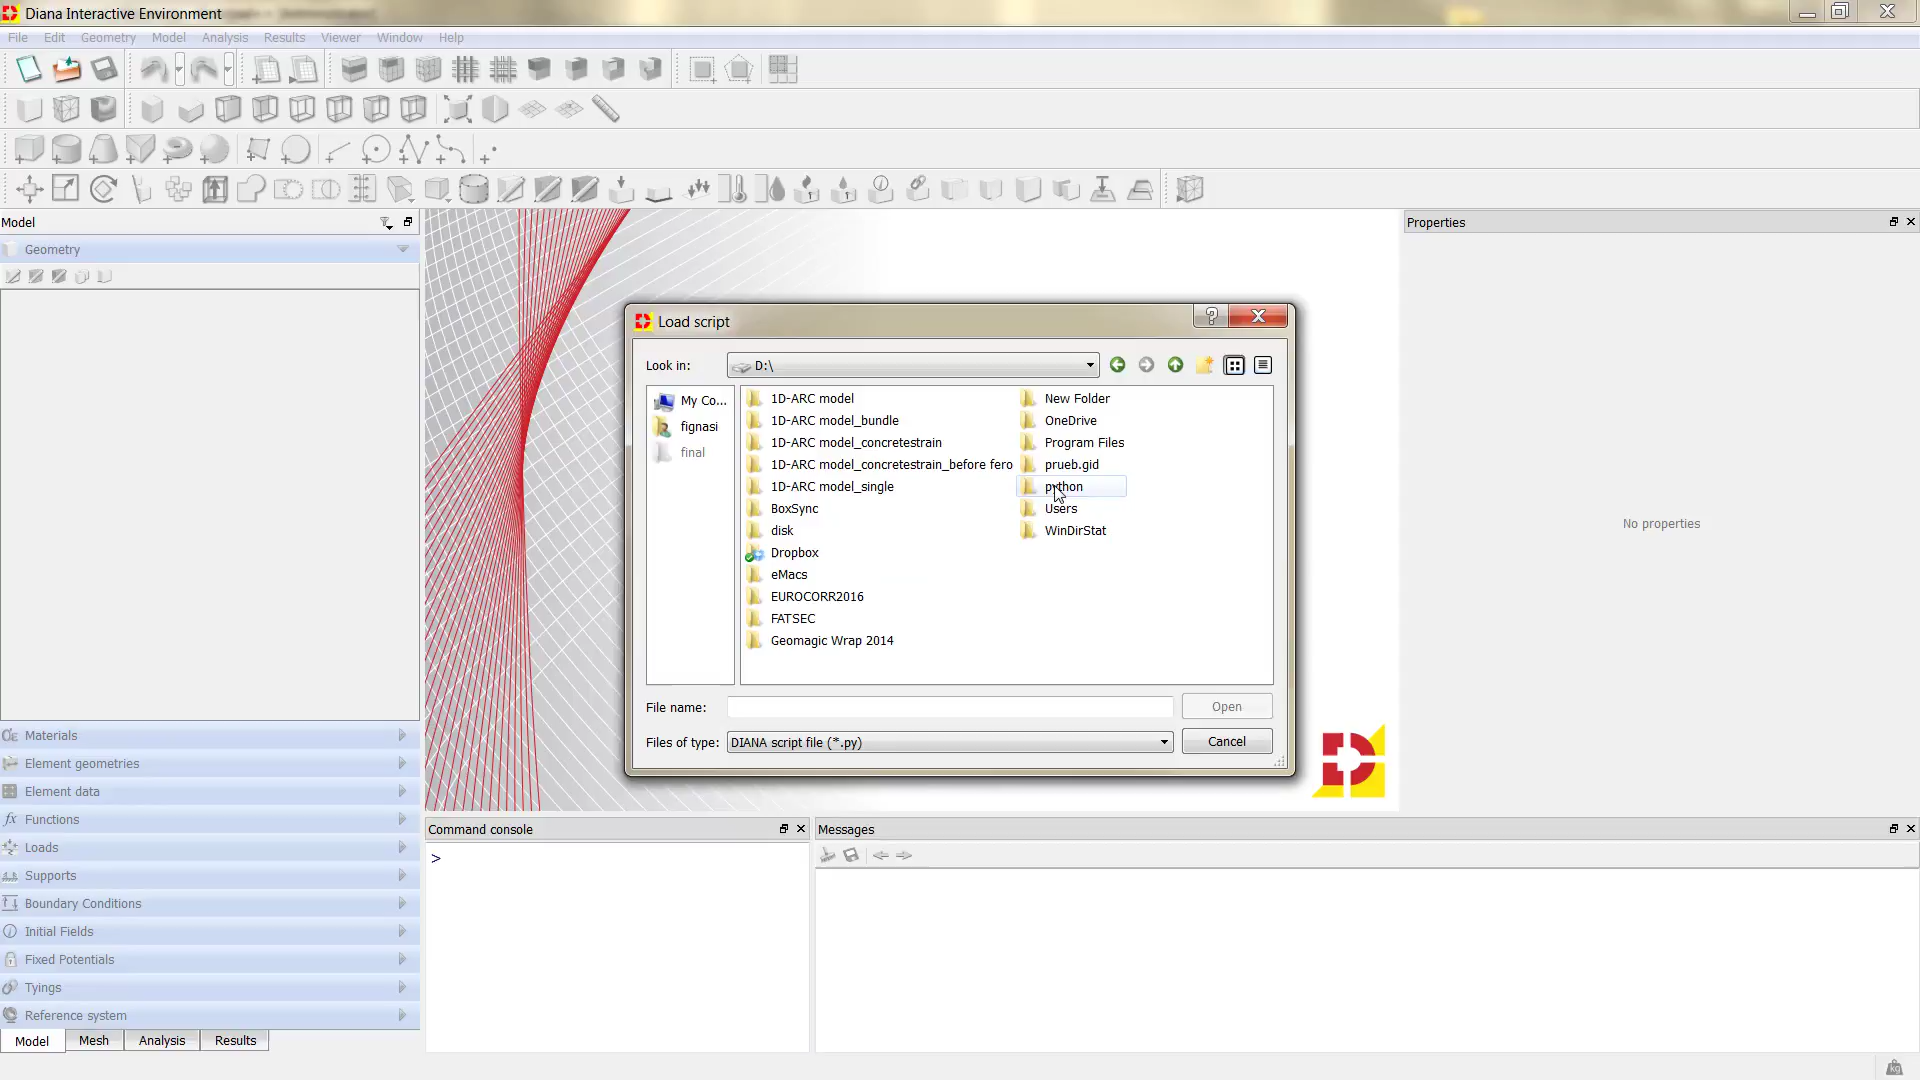 Diana Interactive Environment
File Edit Geometry Model Analysis Results Viewer Window Help
Model
Geometry
Properties
No properties
Load script
Look in: D:\
My Co...
fignasi
final
1D-ARC model
1D-ARC model_bundle
1D-ARC model_concretestrain
1D-ARC model_concretestrain_before fero
1D-ARC model_single
BoxSync
disk
Dropbox
eMacs
EUROCORR2016
FATSEC
Geomagic Wrap 2014
New Folder
OneDrive
Program Files
prueb.gid
python
Users
WinDirStat
File name: Open
Files of type: DIANA script file (*.py) Cancel
Materials
Element geometries
Element data
Functions
Loads
Supports
Boundary Conditions
Initial Fields
Fixed Potentials
Tyings
Reference system
Model Mesh Analysis Results
Command console
>
Messages